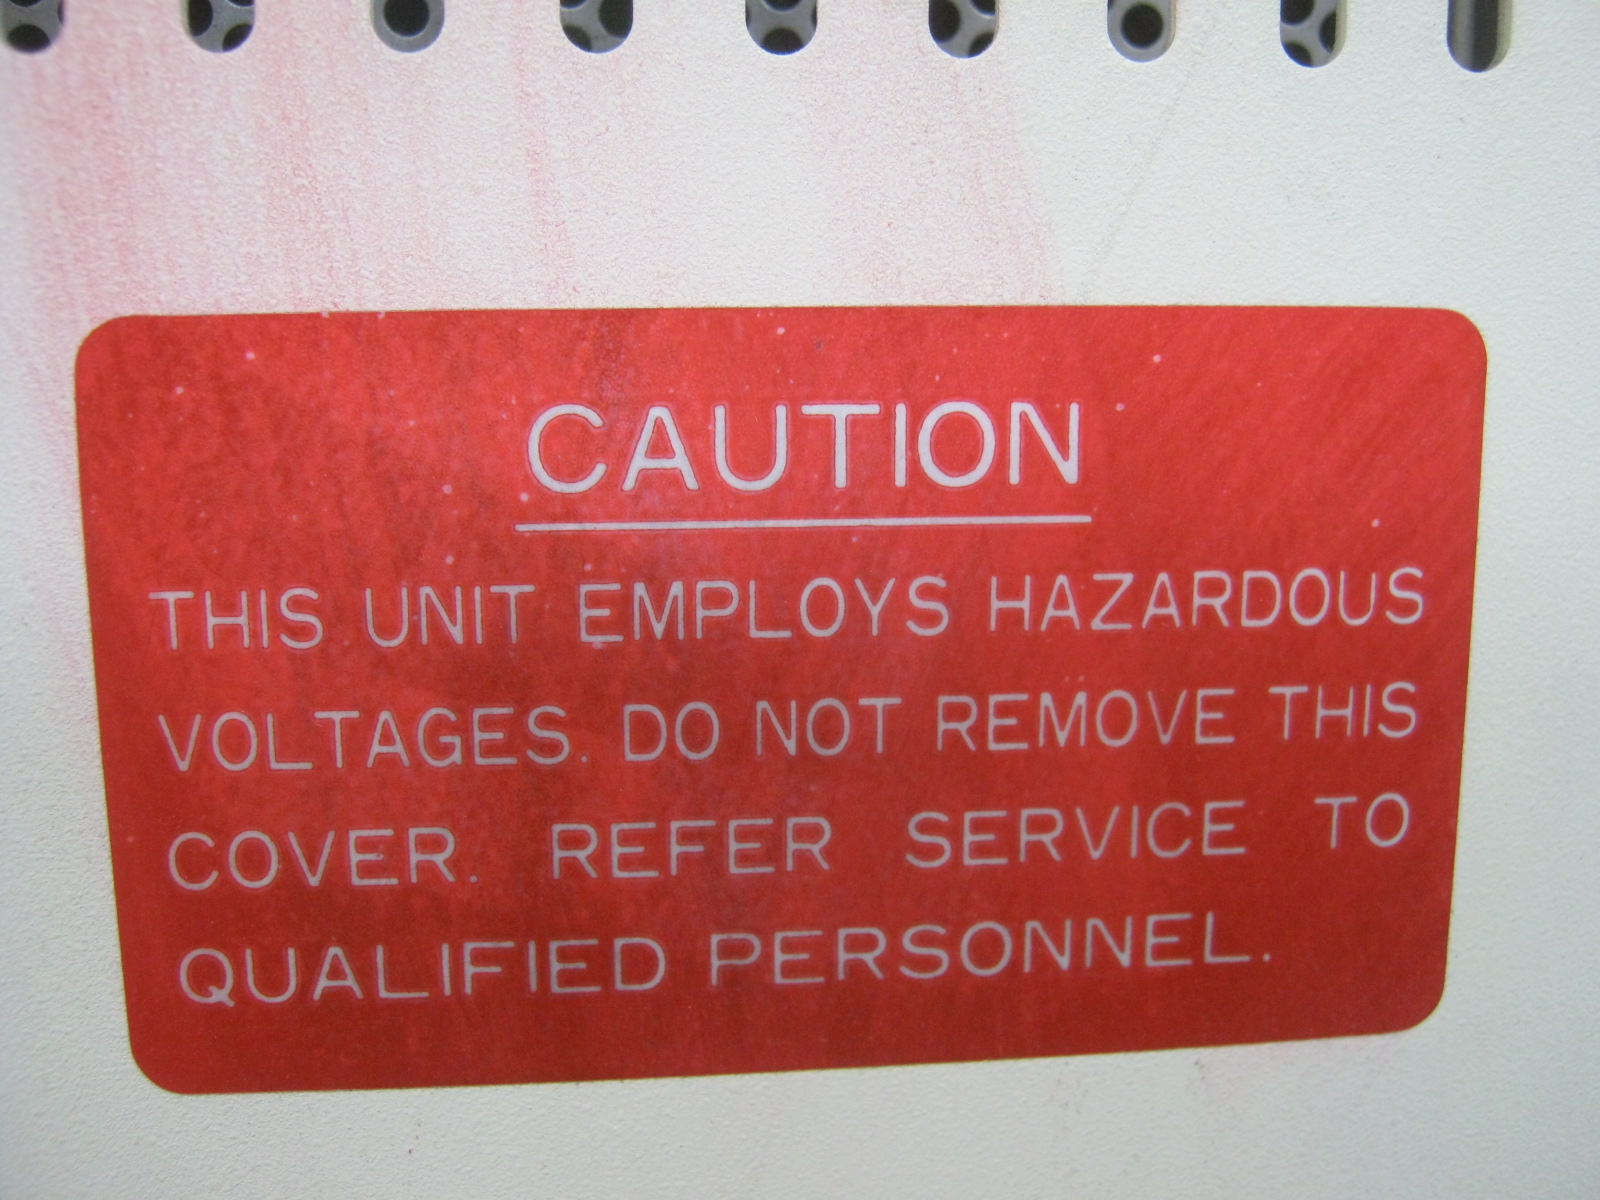 CAUTION
THIS UNIT EMPLOYS HAZARDOUS
VOLTAGES. DO NOT REMOVE THIS
COVER. REFER SERVICE TO
QUALIFIED PERSONNEL.